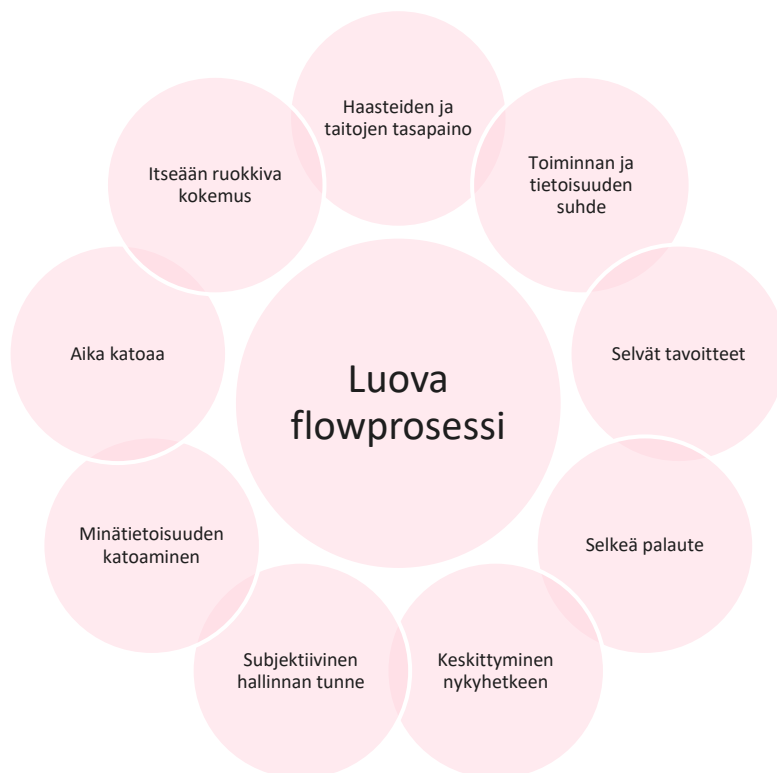 Haasteiden ja
taitojen tasapaino
Toiminnan ja
tietoisuuden
suhde
Selvät tavoitteet
Selkeä palaute
Keskittyminen
nykyhetkeen
Subjektiivinen
hallinnan tunne
Minätietoisuuden
katoaminen
Aika katoaa
Itseään ruokkiva
kokemus
Luova
flowprosessi